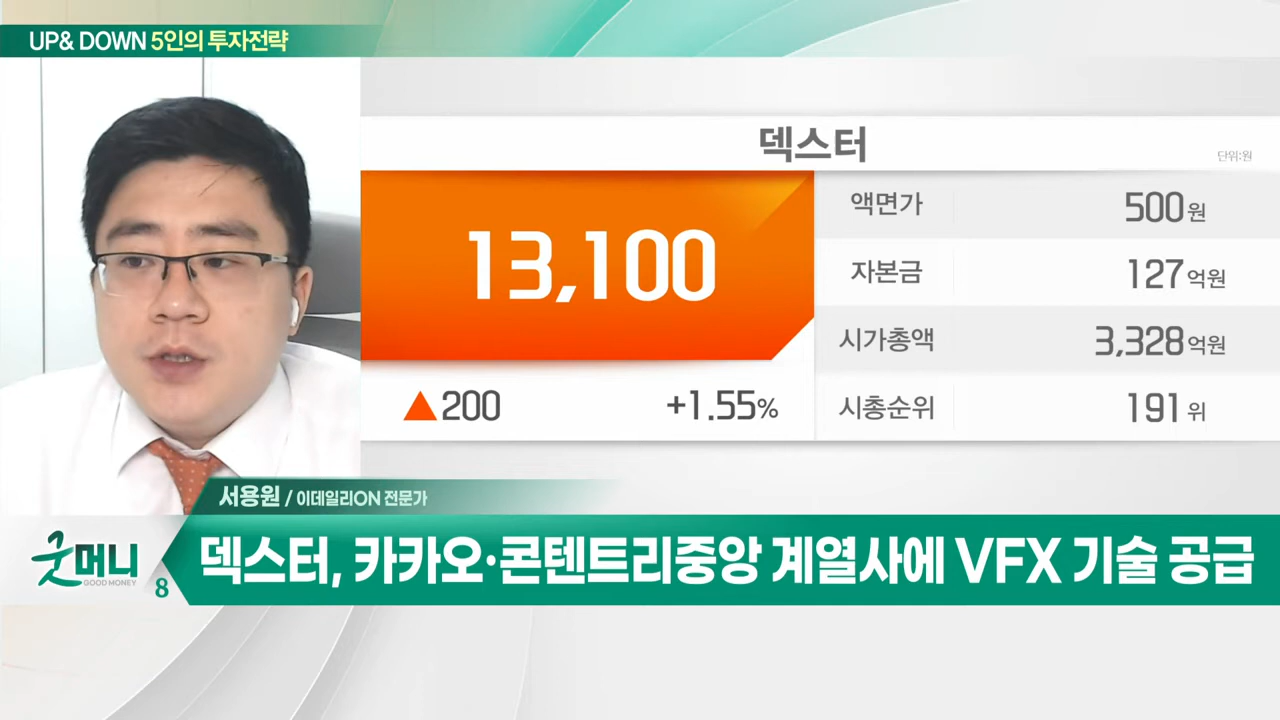 UP& DOWN 5인의 투자전략
덱스터
단위:원
13,100
▲200 +1.55%
액면가 500원
자본금 127억원
시가총액 3,328억원
시총순위 191위
서용원 / 이데일리ON 전문가
굿머니
GOOD MONEY
8
덱스터, 카카오·콘텐트리중앙 계열사에 VFX 기술 공급